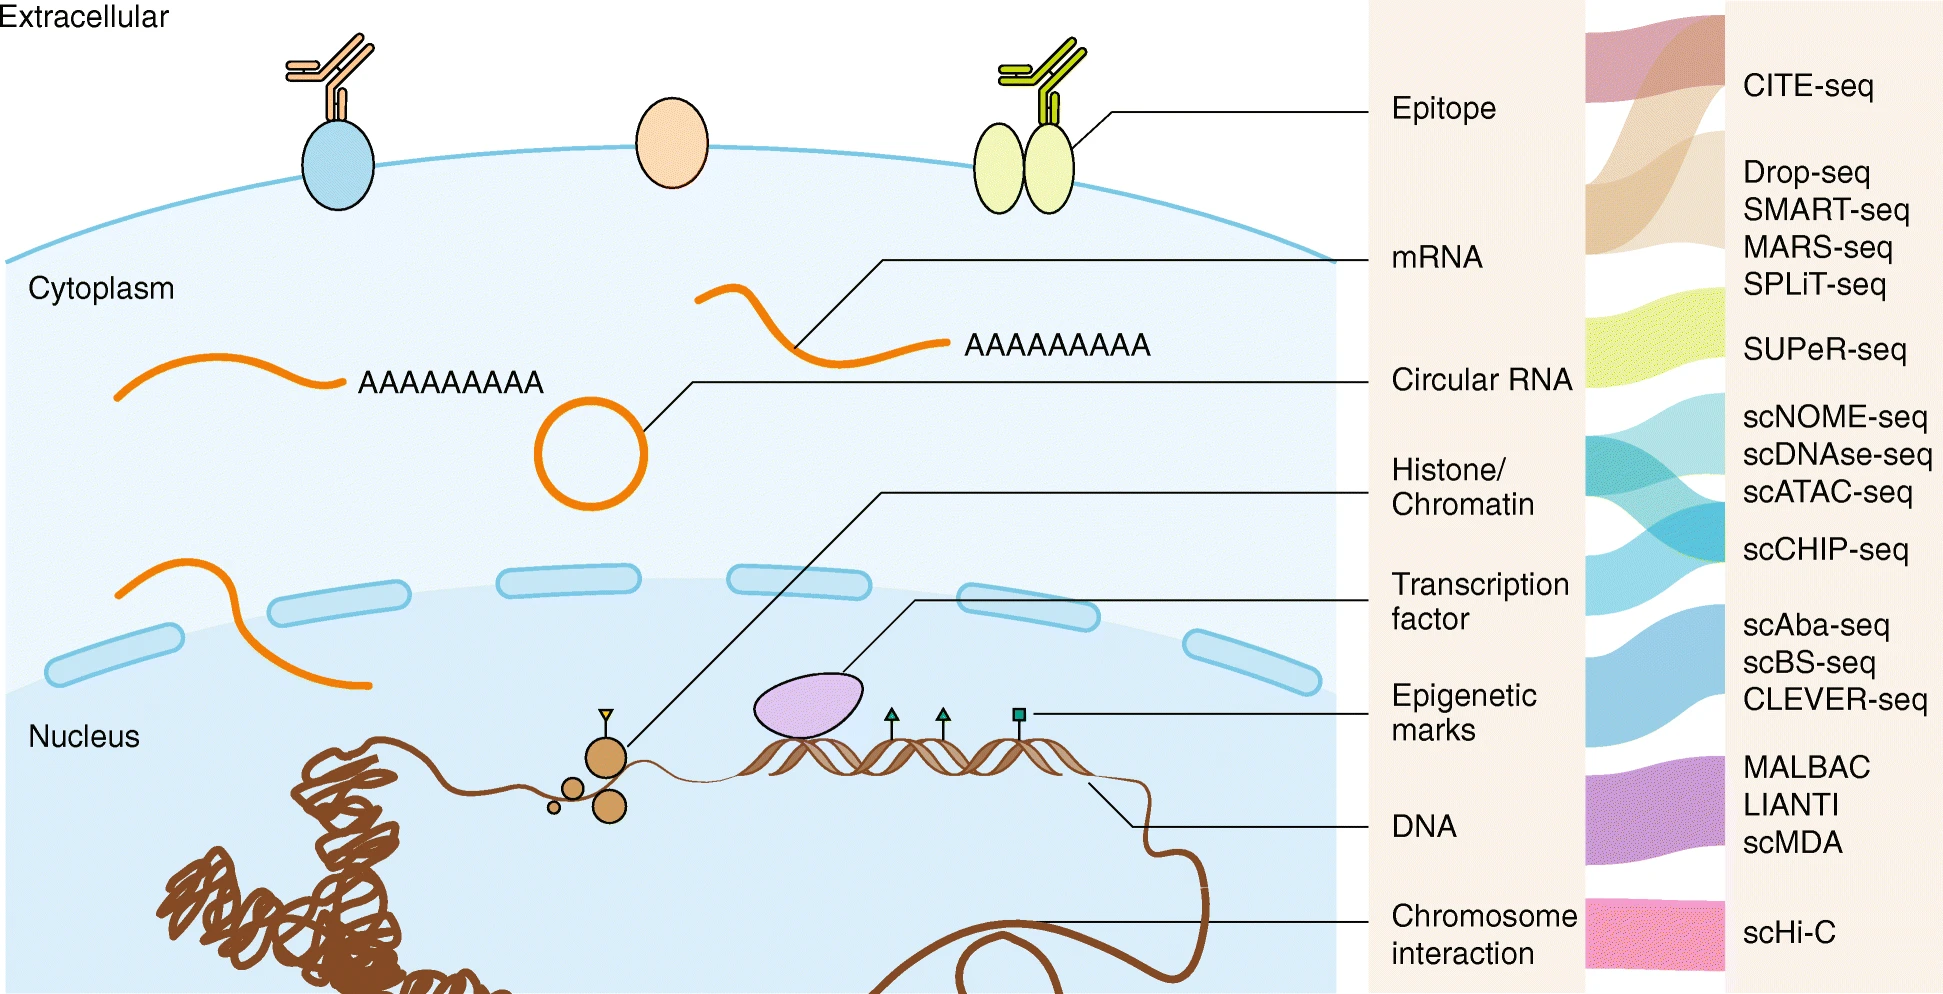 Extracellular
Cytoplasm
AAAAAAAAA
AAAAAAAAA
Nucleus
Epitope
mRNA
Circular RNA
Histone/
Chromatin
Transcription
factor
Epigenetic
marks
DNA
Chromosome
interaction
CITE-seq
Drop-seq
SMART-seq
MARS-seq
SPLiT-seq
SUPeR-seq
scNOME-seq
scDNAse-seq
scATAC-seq
scCHIP-seq
scAba-seq
scBS-seq
CLEVER-seq
MALBAC
LIANTI
scMDA
scHi-C